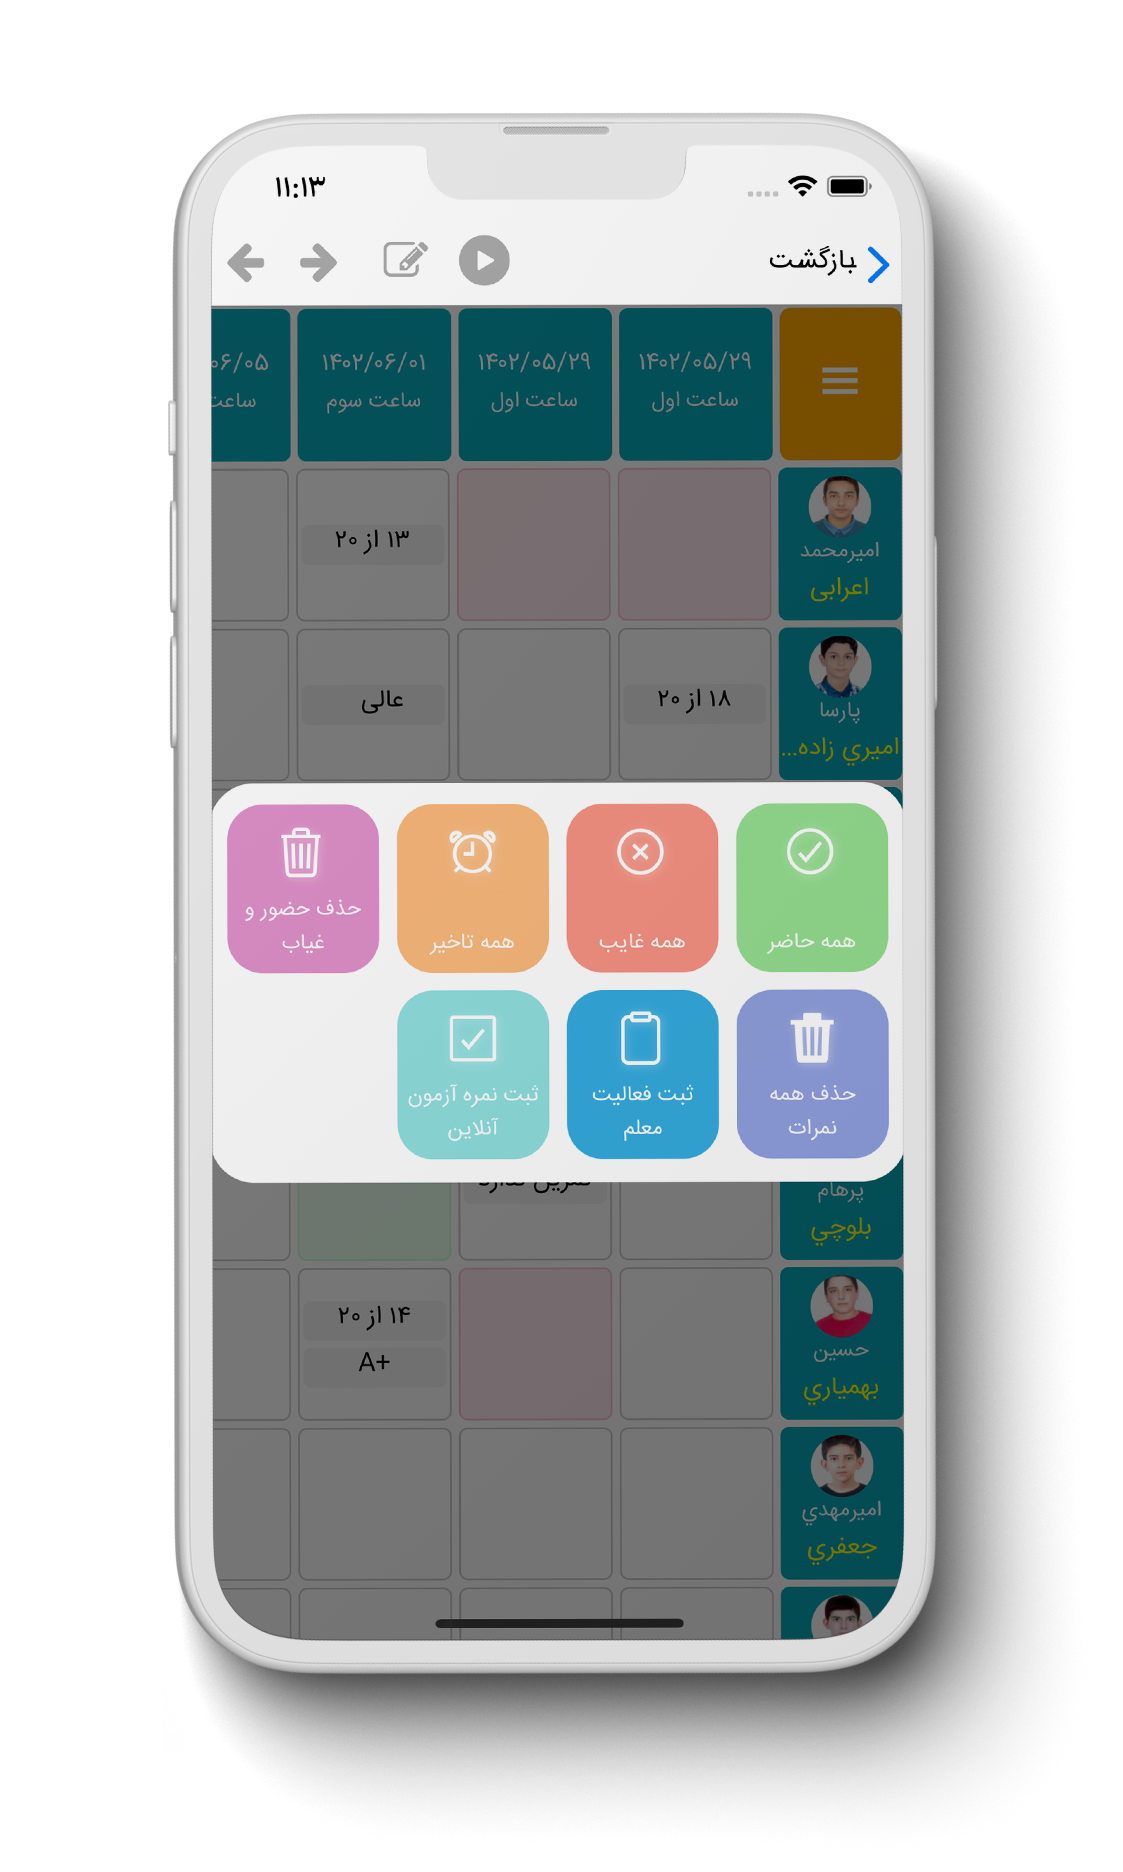 ۱۱:۱۳
بازگشت
۱۴۰۲/۰۵/۲۹
ساعت اول
۱۴۰۲/۰۵/۲۹
ساعت اول
۱۴۰۲/۰۶/۰۱
ساعت سوم
۰۶/۰۵
ساعت
امیرمحمد
اعرابی
۱۳ از ۲۰
پارسا
امیري زاده...
۱۸ از ۲۰
عالی
همه حاضر
همه غایب
همه تاخیر
حذف حضور و
غیاب
حذف همه
نمرات
ثبت فعالیت
معلم
ثبت نمره آزمون
آنلاین
پرهام
بلوچي
تمرین ندارد
حسین
بهمیاري
۱۴ از ۲۰
A+
امیرمهدي
جعفري